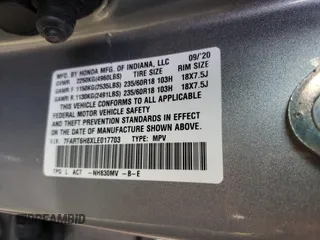 MFD. BY HONDA MFG. OF INDIANA, LLC 09/20
GVWR 2250KG(4960LBS) TIRE SIZE RIM SIZE
GAWR F 1150KG(2535LBS) 235/60R18 103H 18X7.5J
GAWR R 1130KG(2491LBS) 235/60R18 103H 18X7.5J
THIS VEHICLE CONFORMS TO ALL APPLICABLE
FEDERAL MOTOR VEHICLE SAFETY AND
THEFT PREVENTION STANDARDS IN EFFECT ON
THE DATE OF MANUFACTURE SHOWN ABOVE.
V.I.N. 7FART6H8XLE017703 TYPE: MPV
TPG L ACT -NH830MV -B-E
DREAMBID